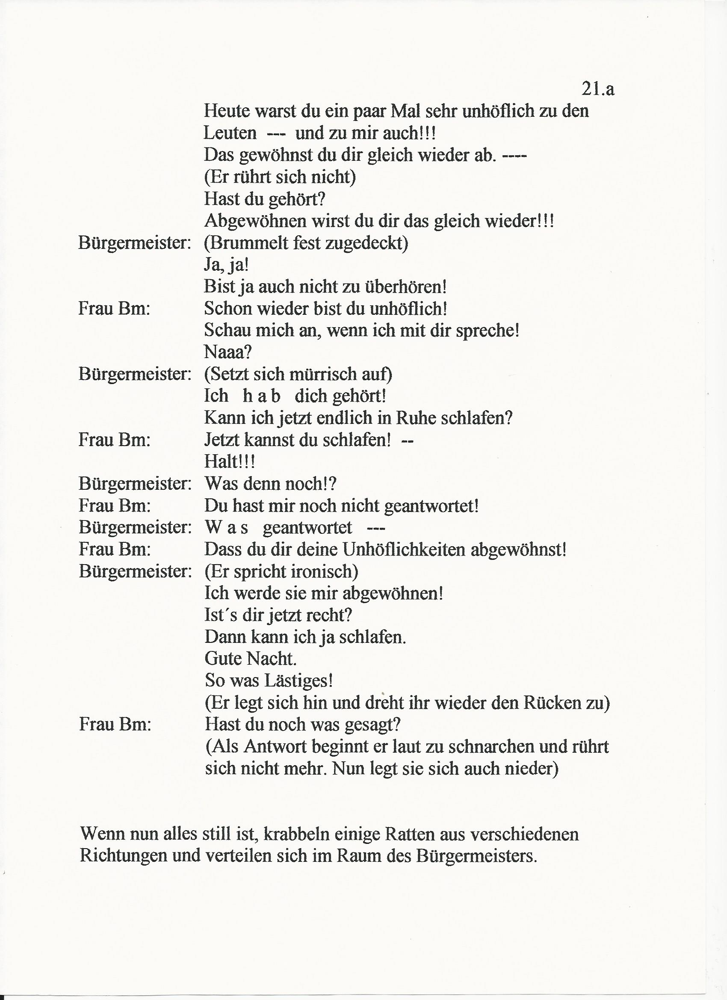 21.a
Heute warst du ein paar Mal sehr unhöflich zu den
Leuten --- und zu mir auch!!!
Das gewöhnst du dir gleich wieder ab. ----
(Er rührt sich nicht)
Hast du gehört?
Abgewöhnen wirst du dir das gleich wieder!!!
Bürgermeister: (Brummelt fest zugedeckt)
Ja, ja!
Bist ja auch nicht zu überhören!
Frau Bm: Schon wieder bist du unhöflich!
Schau mich an, wenn ich mit dir spreche!
Naaa?
Bürgermeister: (Setzt sich mürrisch auf)
Ich h a b dich gehört!
Kann ich jetzt endlich in Ruhe schlafen?
Frau Bm: Jetzt kannst du schlafen! --
Halt!!!
Bürgermeister: Was denn noch!?
Frau Bm: Du hast mir noch nicht geantwortet!
Bürgermeister: W a s geantwortet ---
Frau Bm: Dass du dir deine Unhöflichkeiten abgewöhnst!
Bürgermeister: (Er spricht ironisch)
Ich werde sie mir abgewöhnen!
Ist´s dir jetzt recht?
Dann kann ich ja schlafen.
Gute Nacht.
So was Lästiges!
(Er legt sich hin und dreht ihr wieder den Rücken zu)
Frau Bm: Hast du noch was gesagt?
(Als Antwort beginnt er laut zu schnarchen und rührt
sich nicht mehr. Nun legt sie sich auch nieder)
Wenn nun alles still ist, krabbeln einige Ratten aus verschiedenen
Richtungen und verteilen sich im Raum des Bürgermeisters.